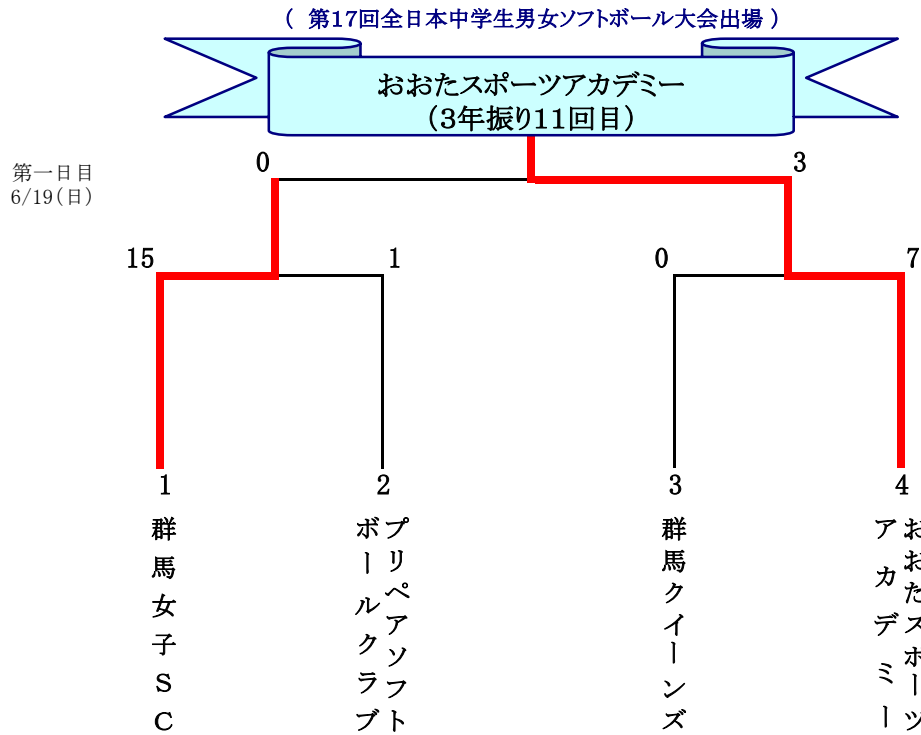 ( 第17回全日本中学生男女ソフトボール大会出場 )
おおたスポーツアカデミー
(3年振り11回目)
第一日目
6/19(日)
0
3
15
1
0
7
1
2
3
4
群馬女子SC
プリペアソフト
ボールクラブ
群馬クイーンズ
おおたスポーツ
アカデミー